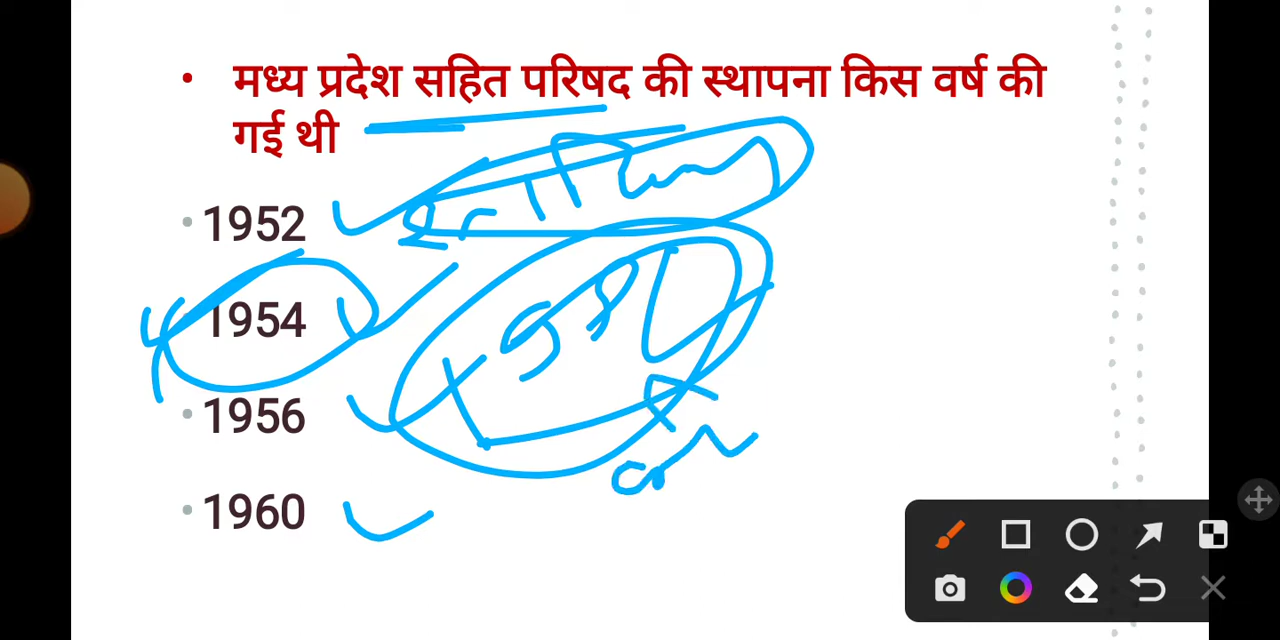 मध्य प्रदेश सहित परिषद की स्थापना किस वर्ष की
गई थी
1952
1954
1956
1960